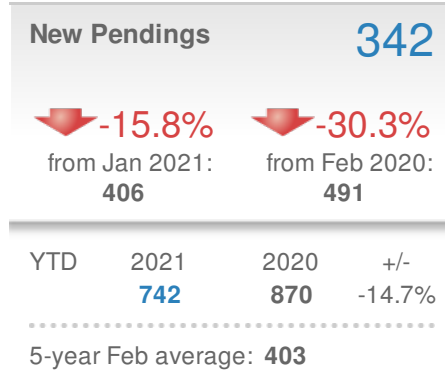 New Pendings 342
-15.8% -30.3%
from Jan 2021: from Feb 2020:
406 491
YTD 2021 2020 +/-
742 870 -14.7%
5-year Feb average: 403